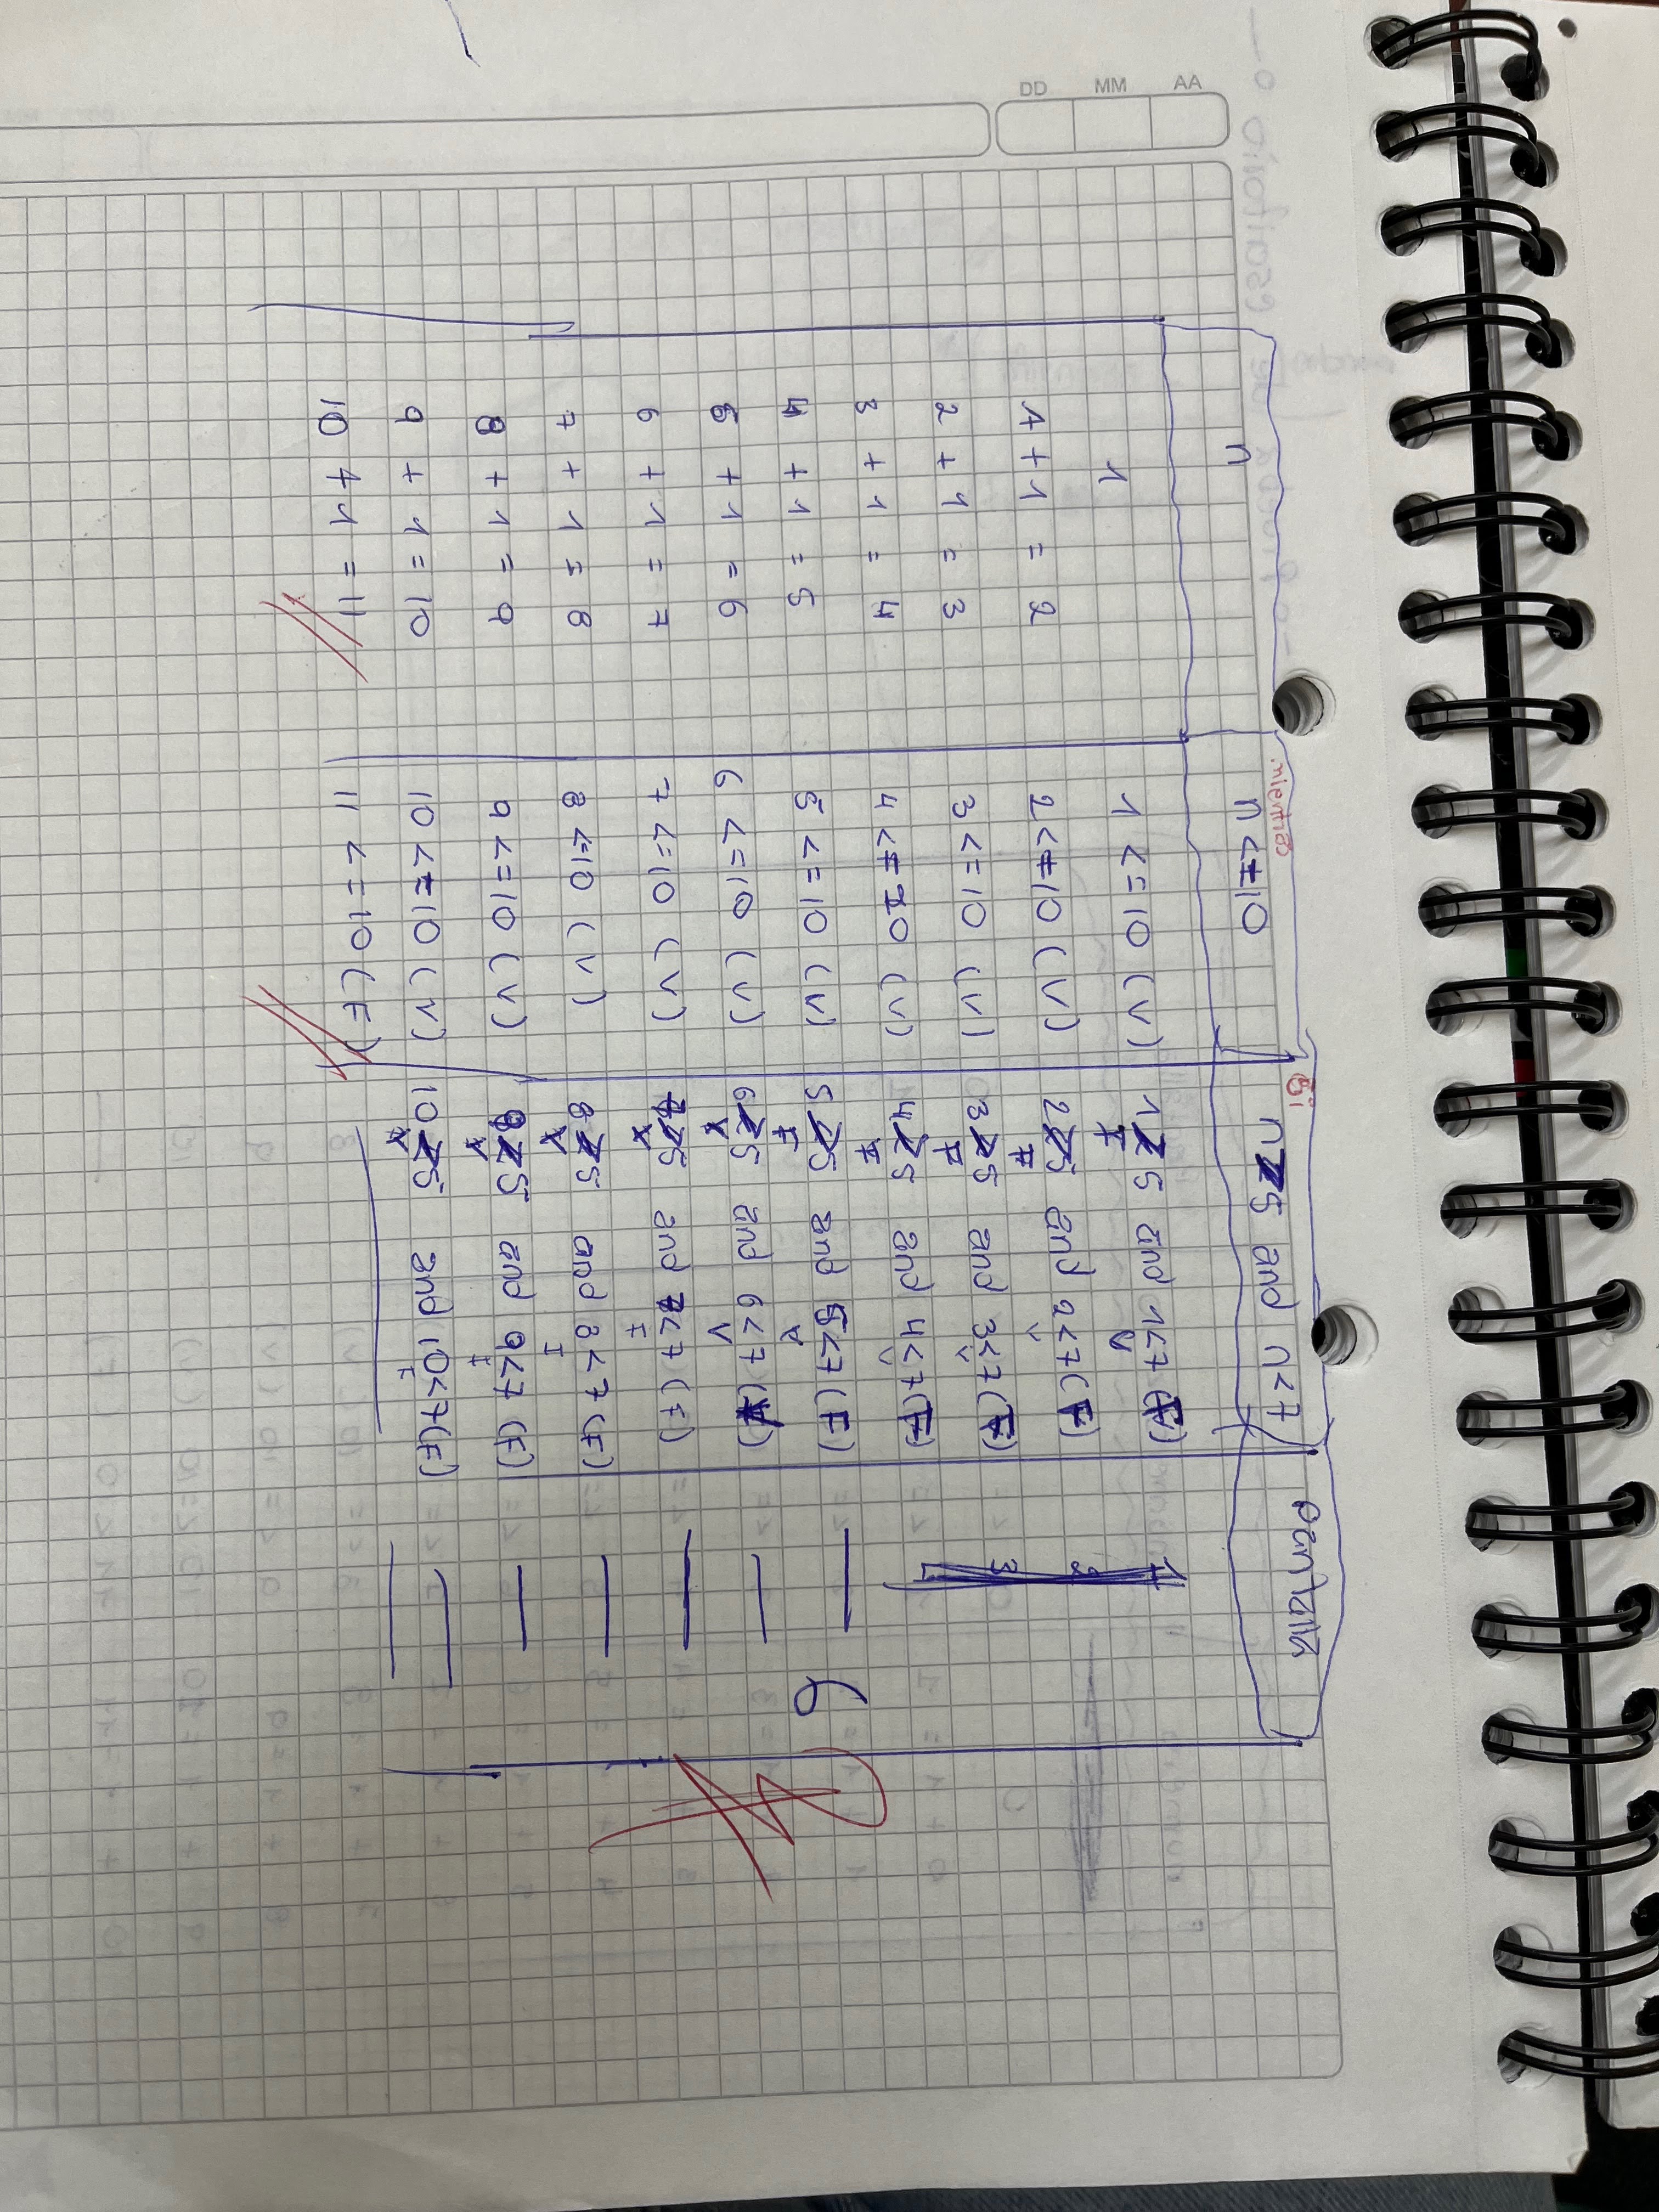 DD MM AA
mientras si
n n<=10 n>5 and n<7 pantalla
1 1<=10 (V) 1>5 and 1<7 (F)
F V
1+1=2 2<=10 (V) 2>5 and 2<7 (F)
F V
2+1=3 3<=10 (V) 3>5 and 3<7 (F)
F V
3+1=4 4<=10 (V) 4>5 and 4<7 (F)
F V
4+1=5 5<=10 (V) 5>5 and 5<7 (F) 6
F V
5+1=6 6<=10 (V) 6>5 and 6<7
V V
6+1=7 7<=10 (V) 7>5 and 7<7 (F)
V F
7+1=8 8<=10 (V) 8>5 and 8<7 (F)
V F
8+1=9 9<=10 (V) 9>5 and 9<7 (F)
V F
9+1=10 10<=10 (V) 10>5 and 10<7 (F)
V F
10+1=11 11<=10 (F)